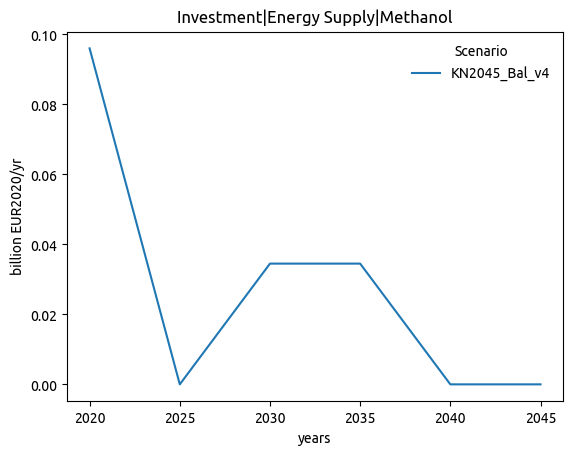 Investment|Energy Supply|Methanol
Scenario
KN2045_Bal_v4
billion EUR2020/yr
0.10
0.08
0.06
0.04
0.02
0.00
2020 2025 2030 2035 2040 2045
years